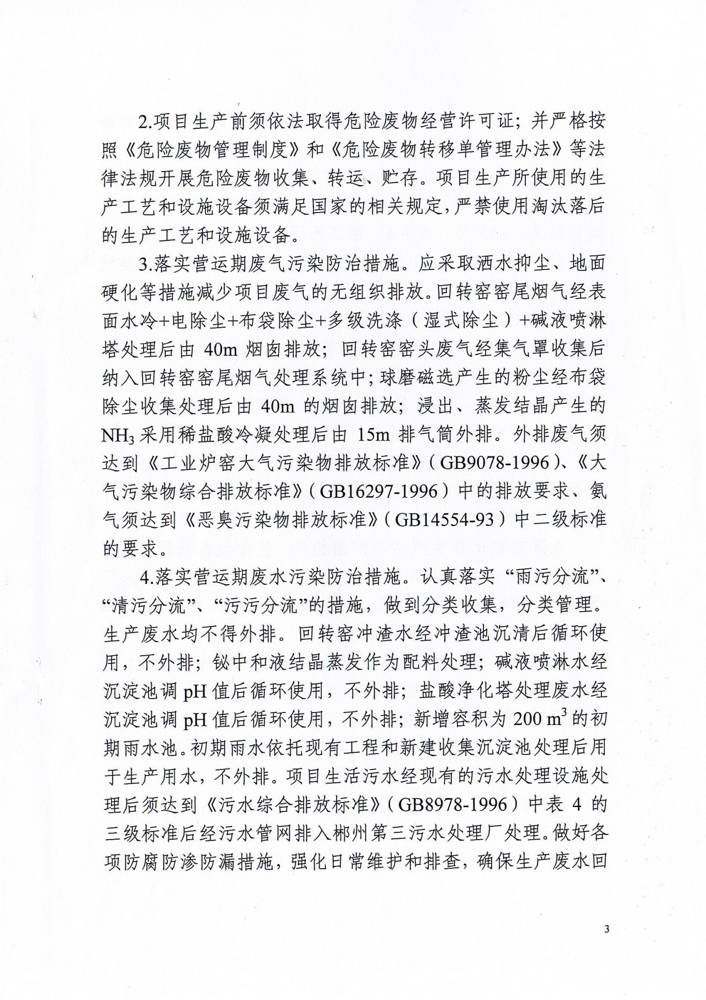 2.项目生产前须依法取得危险废物经营许可证；并严格按
照《危险废物管理制度》和《危险废物转移单管理办法》等法
律法规开展危险废物收集、转运、贮存。项目生产所使用的生
产工艺和设施设备须满足国家的相关规定，严禁使用淘汰落后
的生产工艺和设施设备。
3.落实营运期废气污染防治措施。应采取洒水抑尘、地面
硬化等措施减少项目废气的无组织排放。回转窑窑尾烟气经表
面水冷+电除尘+布袋除尘+多级洗涤（湿式除尘）+碱液喷淋
塔处理后由 40m 烟囱排放；回转窑窑头废气经集气罩收集后
纳入回转窑窑尾烟气处理系统中；球磨磁选产生的粉尘经布袋
除尘收集处理后由 40m 的烟囱排放；浸出、蒸发结晶产生的
NH₃采用稀盐酸冷凝处理后由 15m 排气筒外排。外排废气须
达到《工业炉窑大气污染物排放标准》（GB9078-1996）、《大
气污染物综合排放标准》（GB16297-1996）中的排放要求、氨
气须达到《恶臭污染物排放标准》（GB14554-93）中二级标准
的要求。
4.落实营运期废水污染防治措施。认真落实“雨污分流”、
“清污分流”、“污污分流”的措施，做到分类收集，分类管理。
生产废水均不得外排。回转窑冲渣水经冲渣池沉清后循环使
用，不外排；铋中和液结晶蒸发作为配料处理；碱液喷淋水经
沉淀池调 pH 值后循环使用，不外排；盐酸净化塔处理废水经
沉淀池调 pH 值后循环使用，不外排；新增容积为 200 m³ 的初
期雨水池。初期雨水依托现有工程和新建收集沉淀池处理后用
于生产用水，不外排。项目生活污水经现有的污水处理设施处
理后须达到《污水综合排放标准》（GB8978-1996）中表 4 的
三级标准后经污水管网排入郴州第三污水处理厂处理。做好各
项防腐防渗防漏措施，强化日常维护和排查，确保生产废水回
3